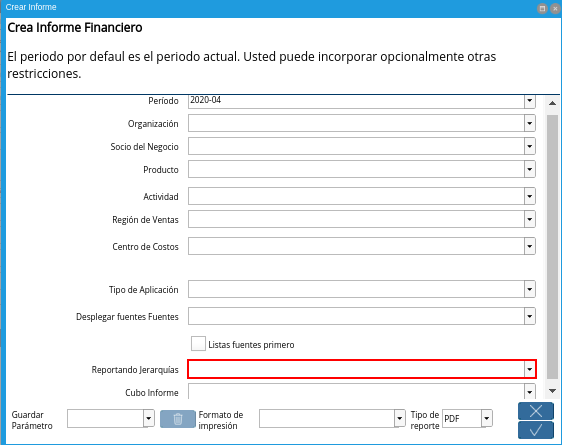 Crear Informe
Crea Informe Financiero
El periodo por defaul es el periodo actual. Usted puede incorporar opcionalmente otras
restricciones.
Período 2020-04
Organización
Socio del Negocio
Producto
Actividad
Región de Ventas
Centro de Costos
Tipo de Aplicación
Desplegar fuentes Fuentes
Listas fuentes primero
Reportando Jerarquías
Cubo Informe
Guardar
Parámetro
Formato de
impresión
Tipo de
reporte
PDF